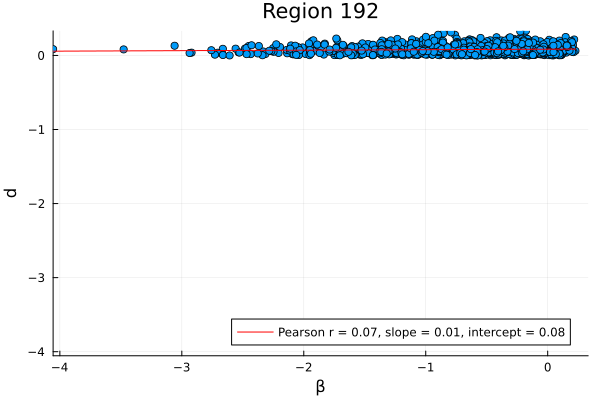 Region 192
d
0
−1
−2
−3
−4
Pearson r = 0.07, slope = 0.01, intercept = 0.08
−4 −3 −2 −1 0
β